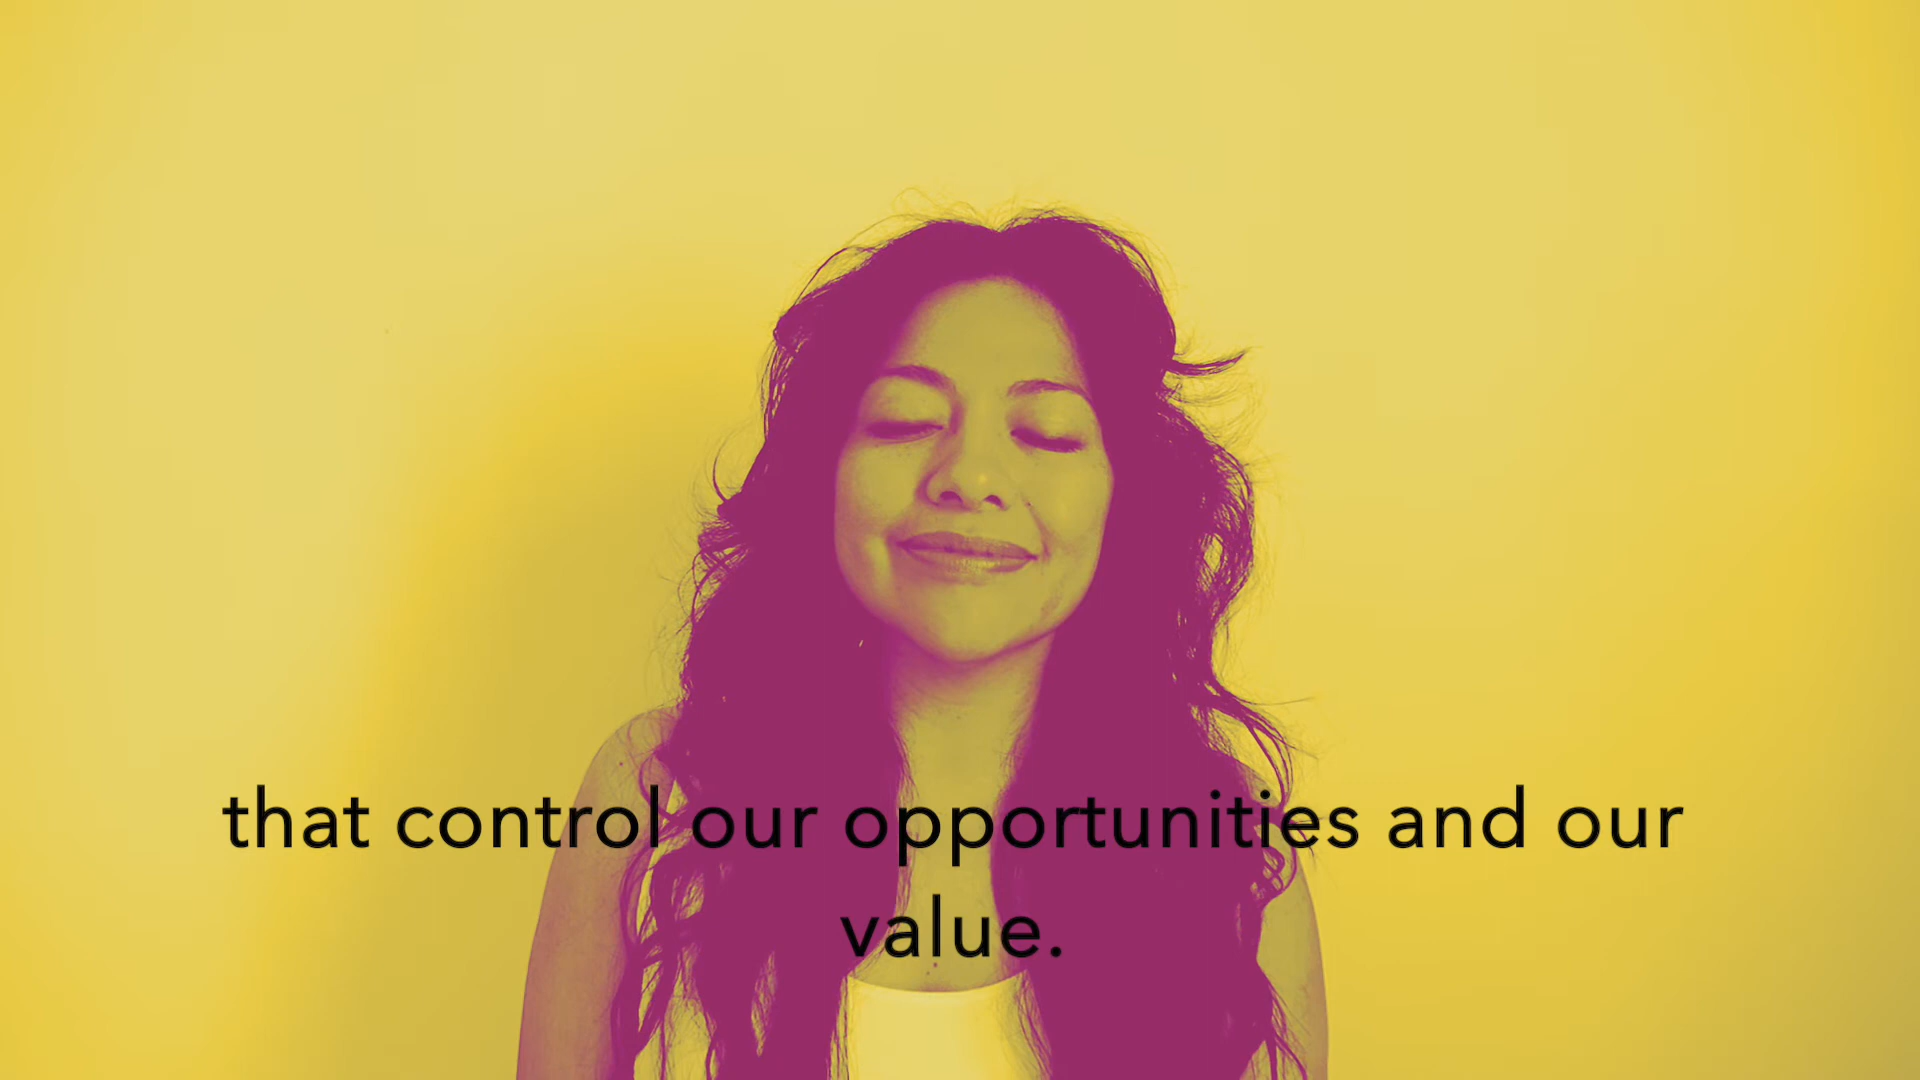 that control our opportunities and our
value.